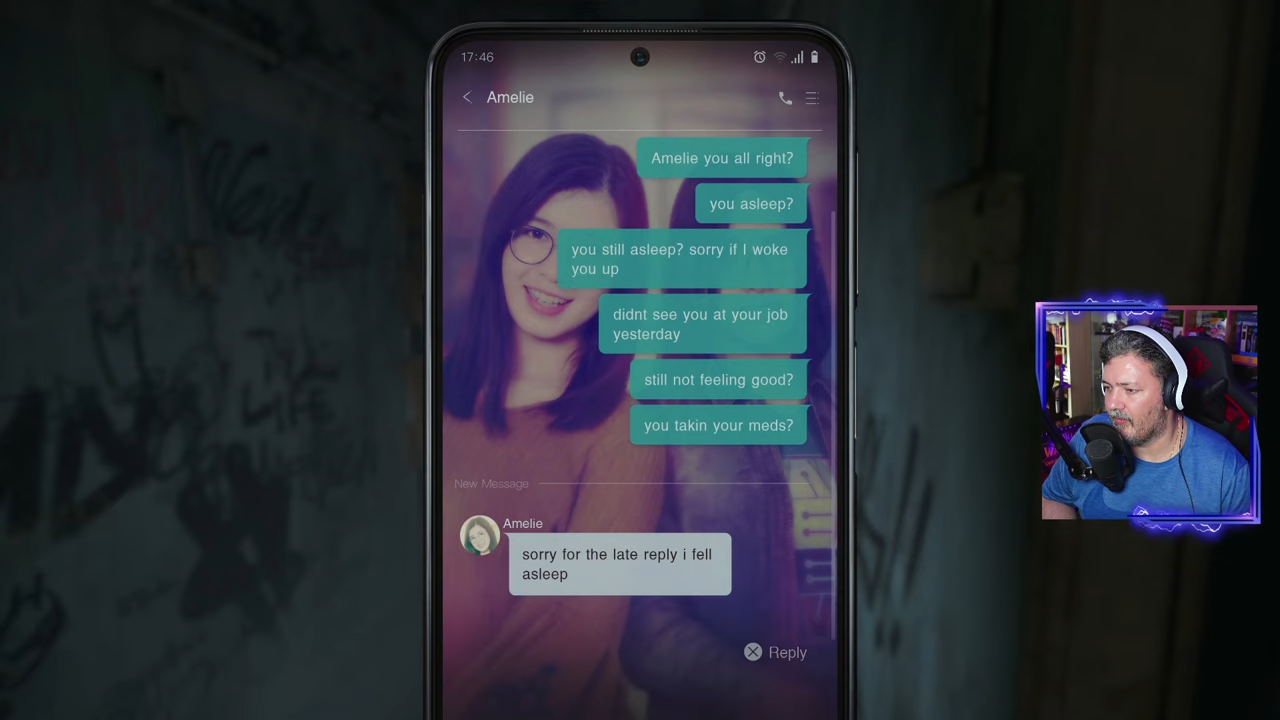 17:46
Amelie
Amelie you all right?
you asleep?
you still asleep? sorry if I woke
you up
didnt see you at your job
yesterday
still not feeling good?
you takin your meds?
New Message
Amelie
sorry for the late reply i fell
asleep
Reply
LIFE